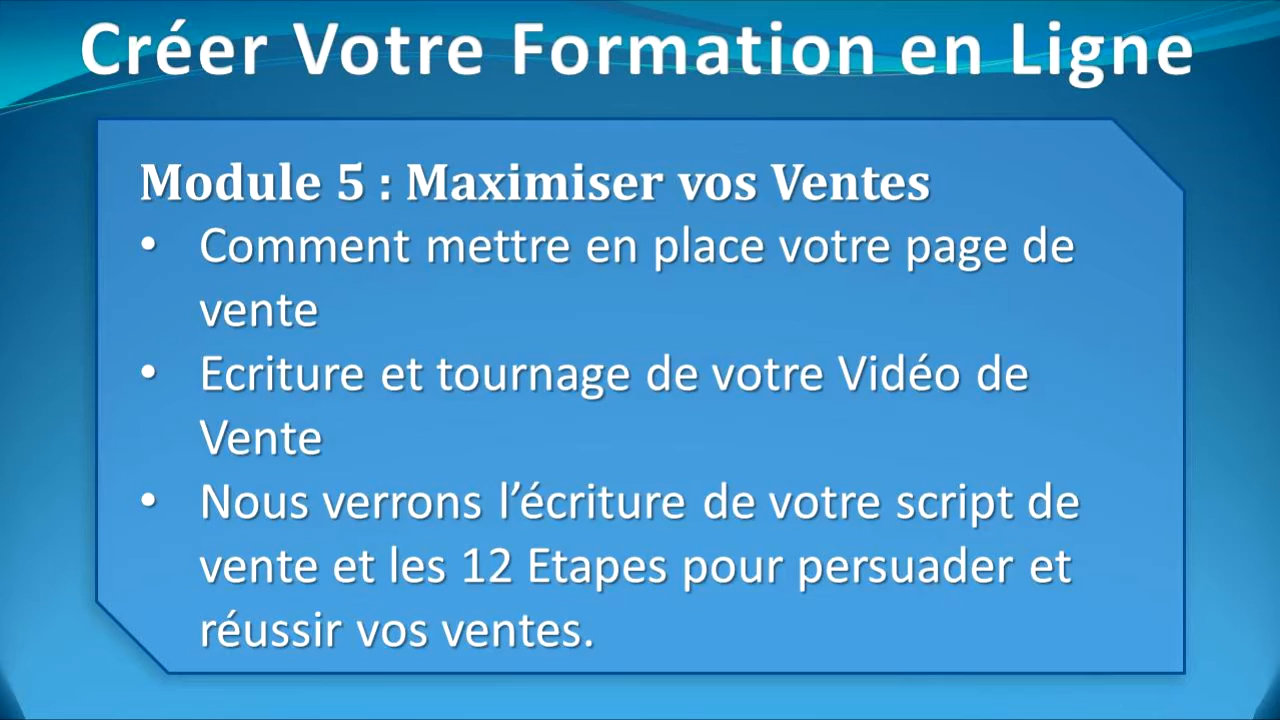 Créer Votre Formation en Ligne
Module 5 : Maximiser vos Ventes
• Comment mettre en place votre page de
vente
• Ecriture et tournage de votre Vidéo de
Vente
• Nous verrons l’écriture de votre script de
vente et les 12 Etapes pour persuader et
réussir vos ventes.